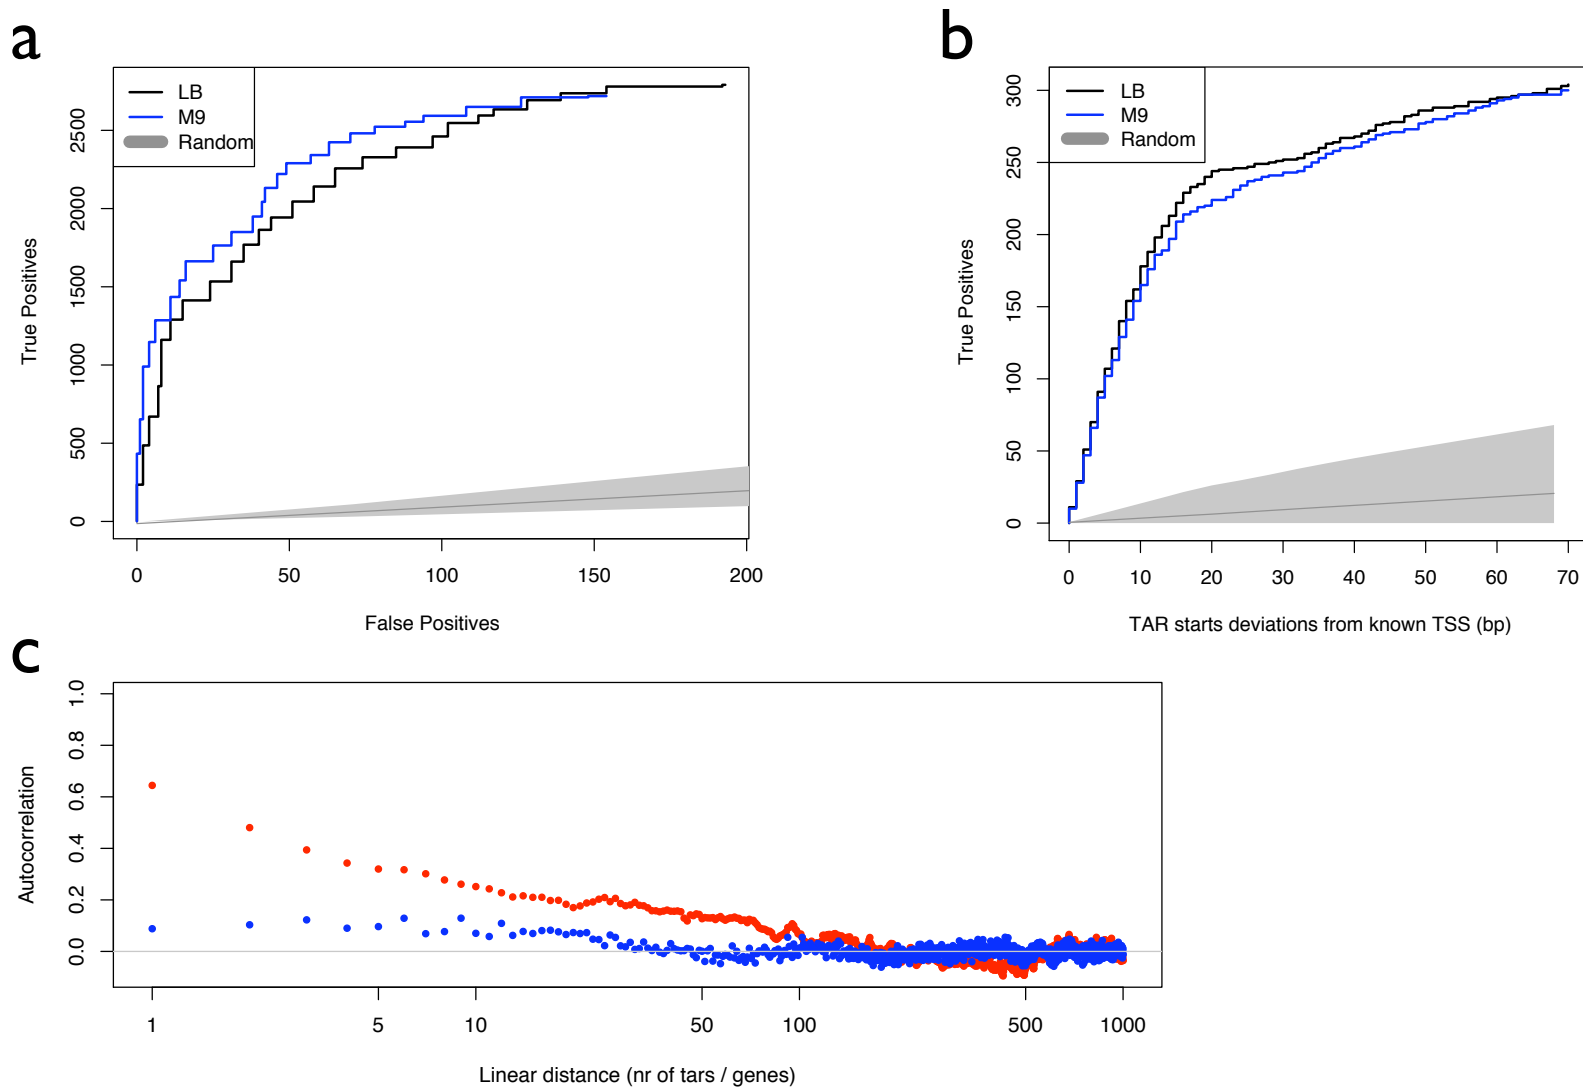 a
LB
M9
Random
True Positives
0
500
1000
1500
2000
2500
0
50
100
150
200
False Positives
b
LB
M9
Random
True Positives
0
50
100
150
200
250
300
0
10
20
30
40
50
60
70
TAR starts deviations from known TSS (bp)
c
Autocorrelation
0.0
0.2
0.4
0.6
0.8
1.0
1
5
10
50
100
500
1000
Linear distance (nr of tars / genes)